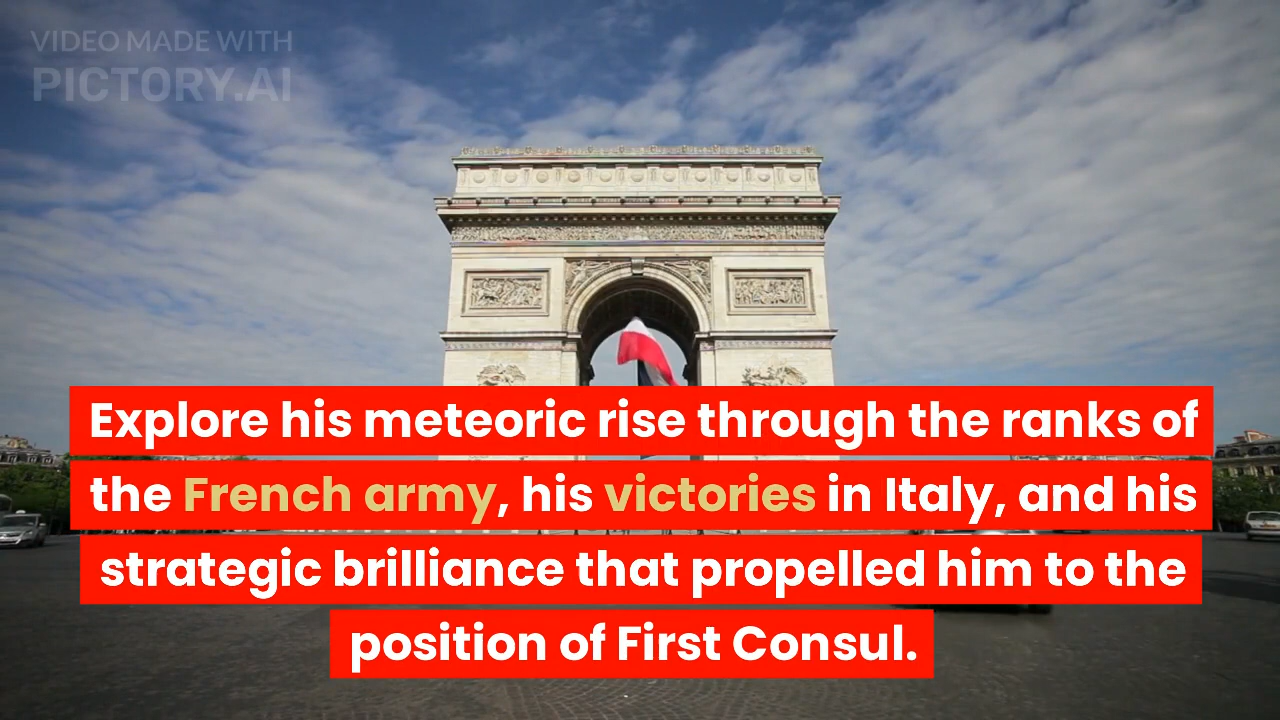 VIDEO MADE WITH
PICTORY.AI
Explore his meteoric rise through the ranks of
the French army, his victories in Italy, and his
strategic brilliance that propelled him to the
position of First Consul.